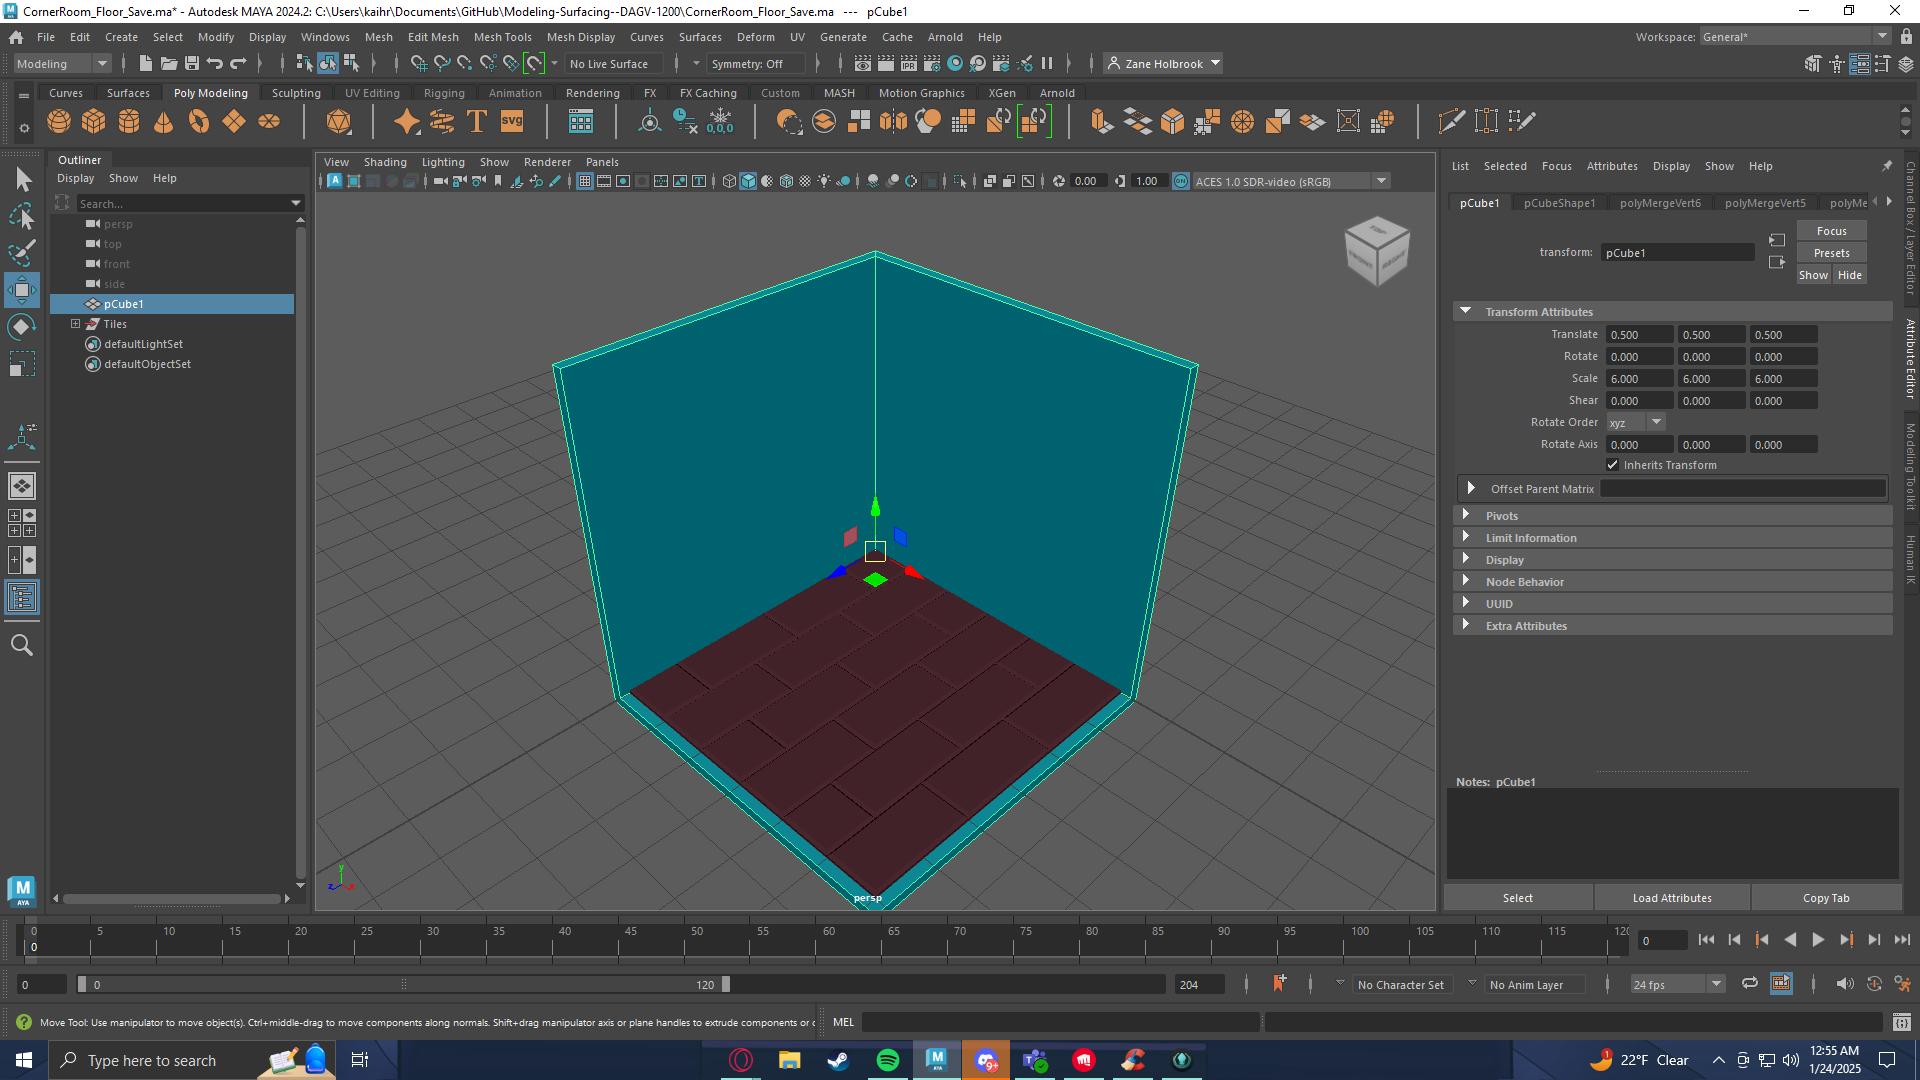 CornerRoom_Floor_Save.ma* - Autodesk MAYA 2024.2: C:\Users\kaihr\Documents\GitHub\Modeling-Surfacing--DAGV-1200\CornerRoom_Floor_Save.ma --- pCube1
File Edit Create Select Modify Display Windows Mesh Edit Mesh Mesh Tools Mesh Display Curves Surfaces Deform UV Generate Cache Arnold Help
Workspace: General*
Modeling
No Live Surface
Symmetry: Off
Zane Holbrook
Curves Surfaces Poly Modeling Sculpting UV Editing Rigging Animation Rendering FX FX Caching Custom MASH Motion Graphics XGen Arnold
SVG
0,0,0
Outliner
Display Show Help
Search...
persp
top
front
side
pCube1
Tiles
defaultLightSet
defaultObjectSet
View Shading Lighting Show Renderer Panels
0.00
1.00
ACES 1.0 SDR-video (sRGB)
TOP
FRONT
RIGHT
persp
List Selected Focus Attributes Display Show Help
pCube1 pCubeShape1 polyMergeVert6 polyMergeVert5 polyMe
transform: pCube1
Focus
Presets
Show Hide
Transform Attributes
Translate 0.500 0.500 0.500
Rotate 0.000 0.000 0.000
Scale 6.000 6.000 6.000
Shear 0.000 0.000 0.000
Rotate Order xyz
Rotate Axis 0.000 0.000 0.000
Inherits Transform
Offset Parent Matrix
Pivots
Limit Information
Display
Node Behavior
UUID
Extra Attributes
Notes: pCube1
Select Load Attributes Copy Tab
Channel Box / Layer Editor
Attribute Editor
Modeling Toolkit
Human IK
0 5 10 15 20 25 30 35 40 45 50 55 60 65 70 75 80 85 90 95 100 105 110 115 120
0
0
0
0
120
204
No Character Set
No Anim Layer
24 fps
Move Tool: Use manipulator to move object(s). Ctrl+middle-drag to move components along normals. Shift+drag manipulator axis or plane handles to extrude components or c
MEL
Type here to search
22°F Clear
12:55 AM
1/24/2025